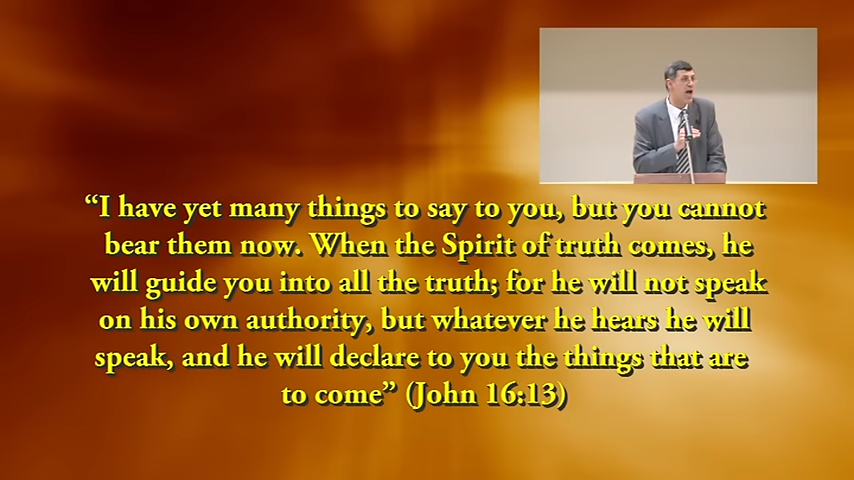 “I have yet many things to say to you, but you cannot
bear them now. When the Spirit of truth comes, he
will guide you into all the truth; for he will not speak
on his own authority, but whatever he hears he will
speak, and he will declare to you the things that are
to come” (John 16:13)